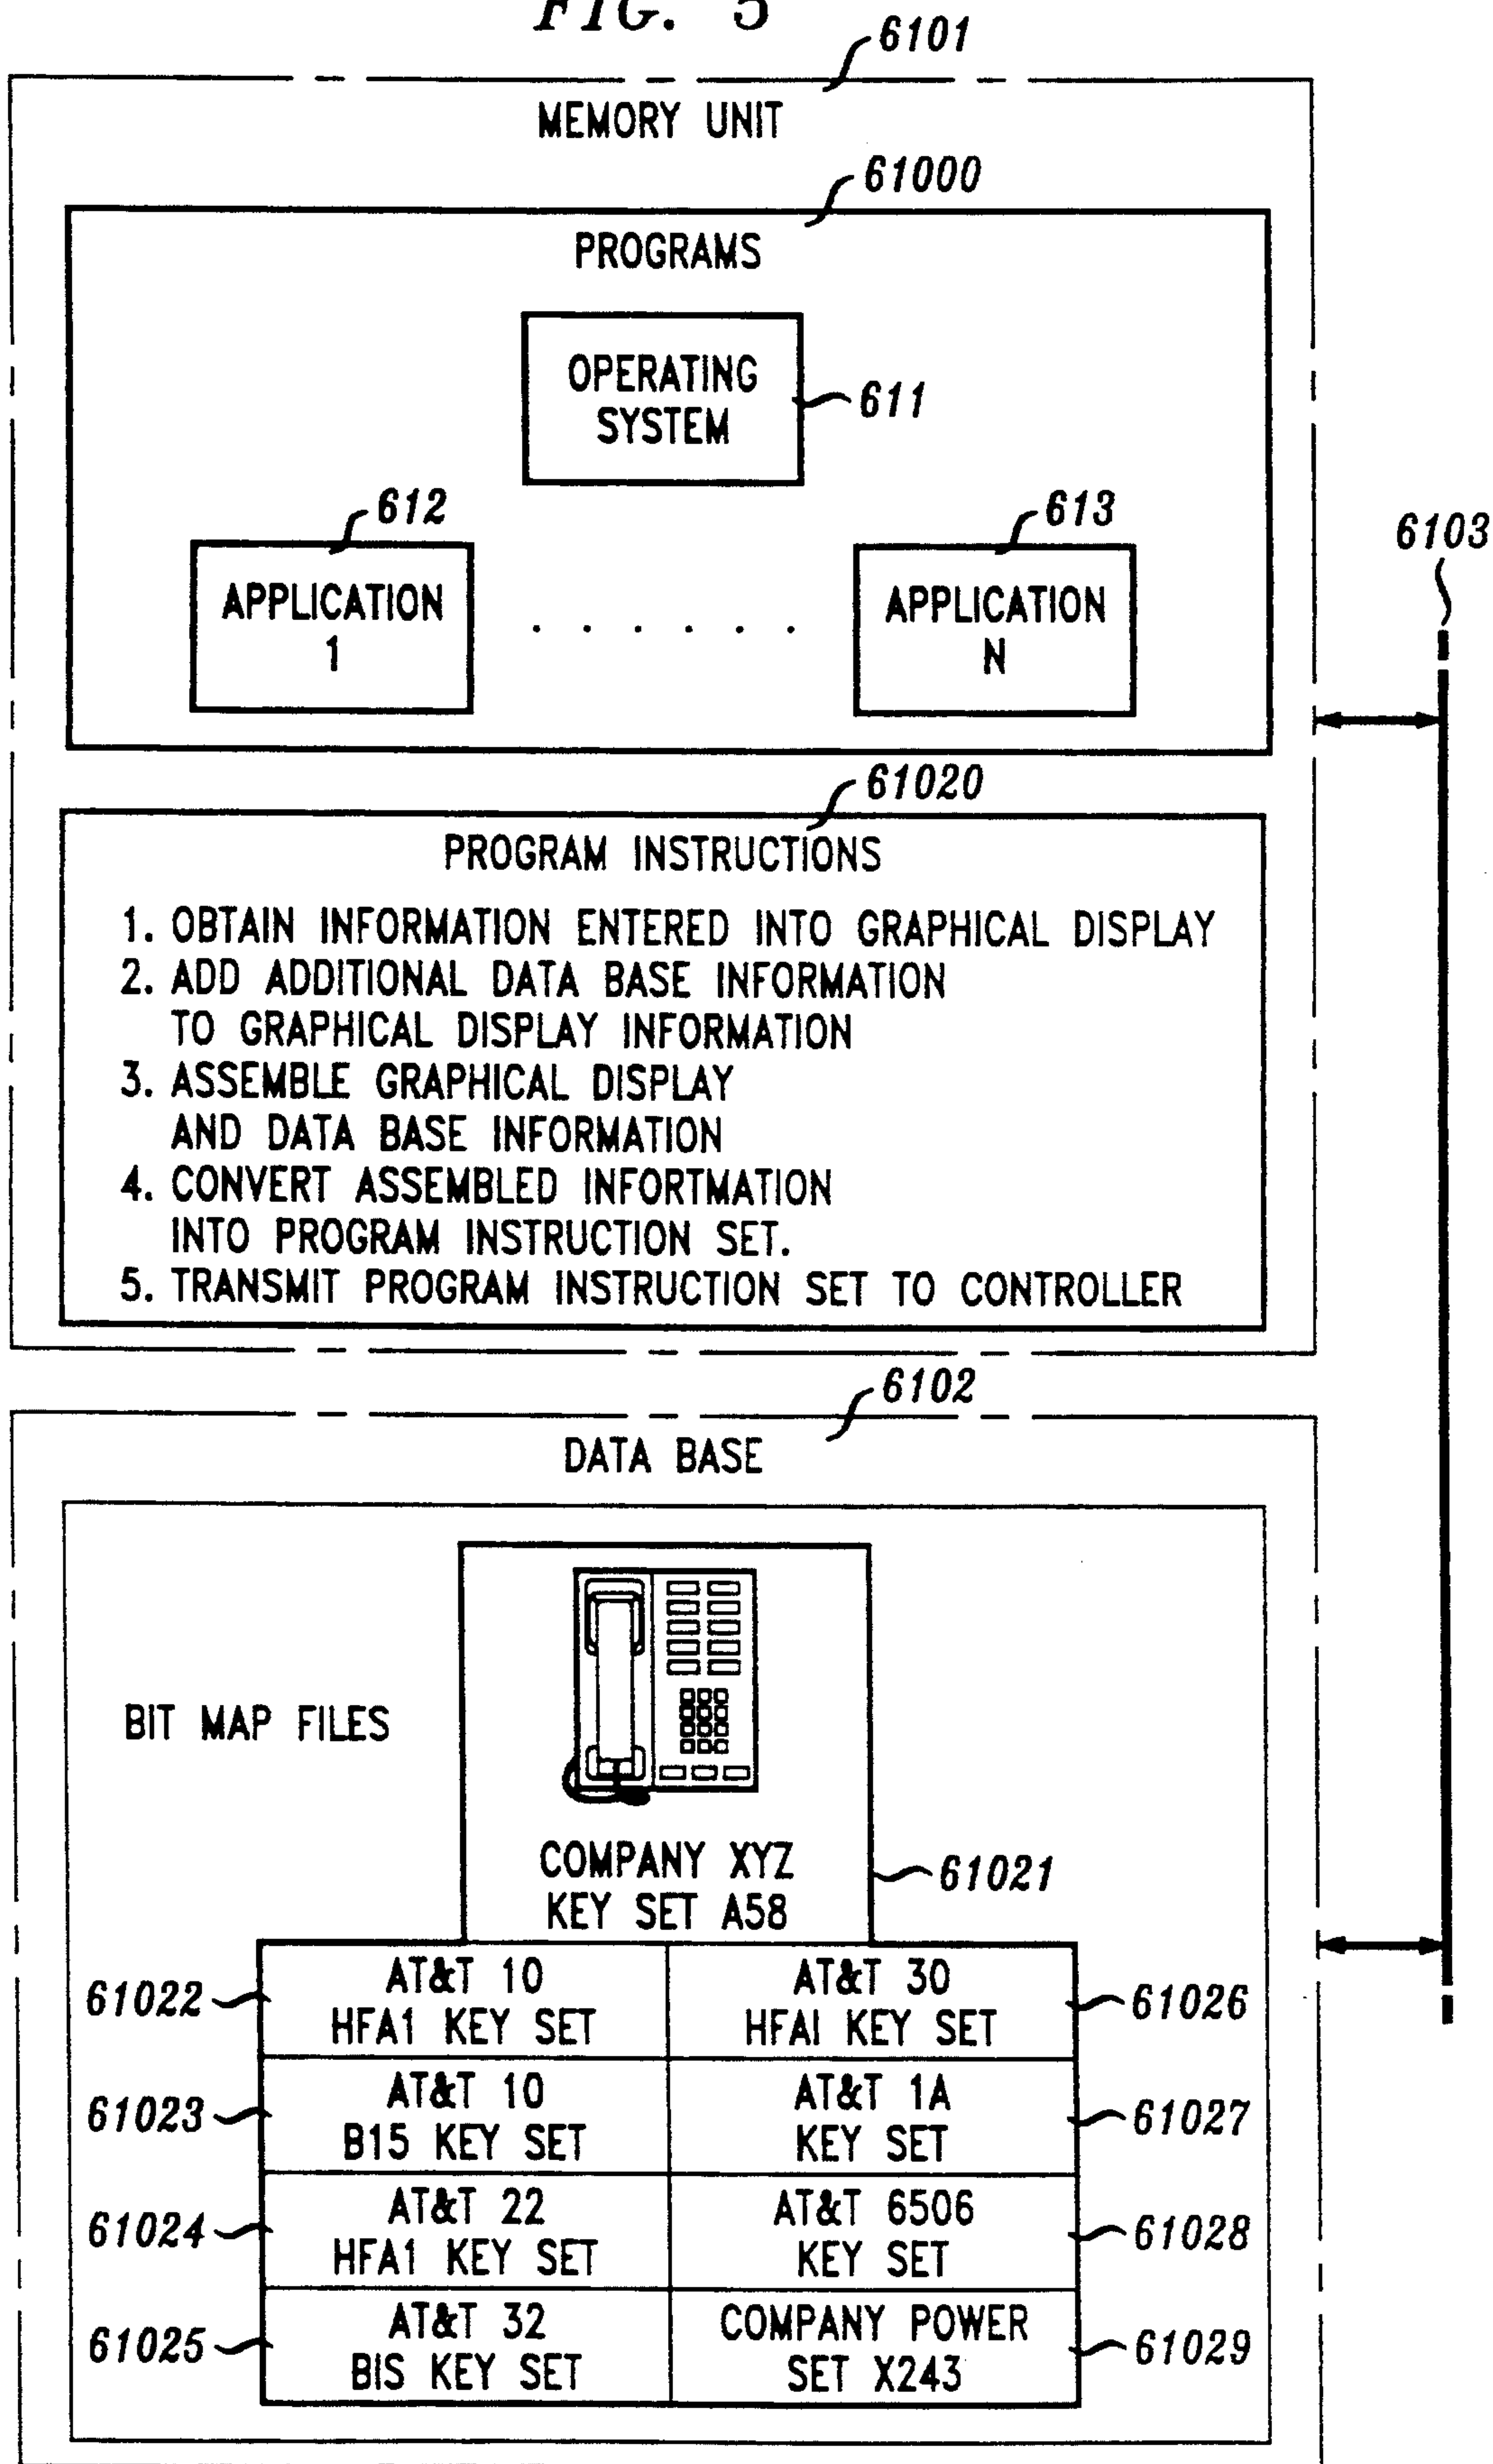 FIG. 5
6101
MEMORY UNIT
61000
PROGRAMS
OPERATING
SYSTEM
611
612
613
6103
APPLICATION
1
. . . . . .
APPLICATION
N
61020
PROGRAM INSTRUCTIONS
1. OBTAIN INFORMATION ENTERED INTO GRAPHICAL DISPLAY
2. ADD ADDITIONAL DATA BASE INFORMATION
TO GRAPHICAL DISPLAY INFORMATION
3. ASSEMBLE GRAPHICAL DISPLAY
AND DATA BASE INFORMATION
4. CONVERT ASSEMBLED INFORTMATION
INTO PROGRAM INSTRUCTION SET.
5. TRANSMIT PROGRAM INSTRUCTION SET TO CONTROLLER
6102
DATA BASE
BIT MAP FILES
COMPANY XYZ
KEY SET A58
61021
61022
AT&T 10
HFA1 KEY SET
AT&T 30
HFAI KEY SET
61026
61023
AT&T 10
B15 KEY SET
AT&T 1A
KEY SET
61027
61024
AT&T 22
HFA1 KEY SET
AT&T 6506
KEY SET
61028
61025
AT&T 32
BIS KEY SET
COMPANY POWER
SET X243
61029